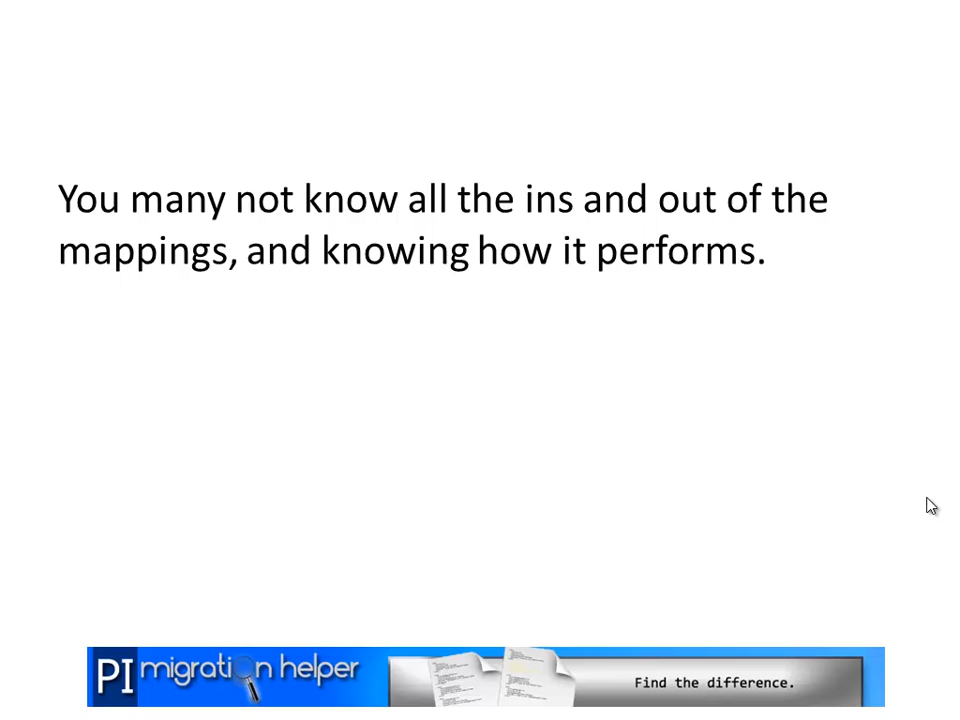 You many not know all the ins and out of the
mappings, and knowing how it performs.
PI migration helper
Find the difference.